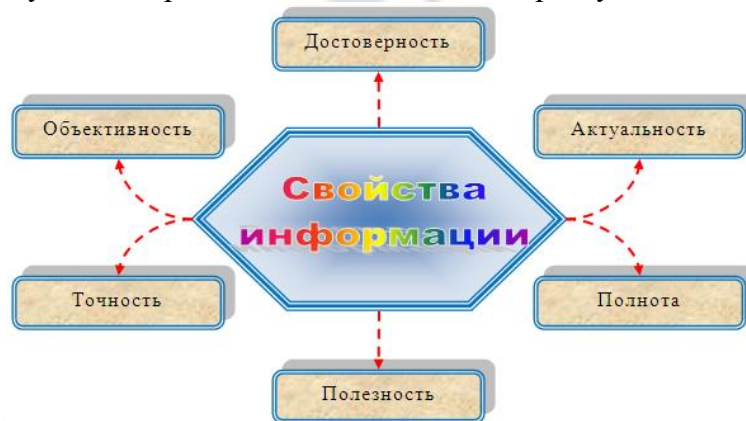 Достоверность
Объективность
Актуальность
Свойства
информации
Точность
Полнота
Полезность